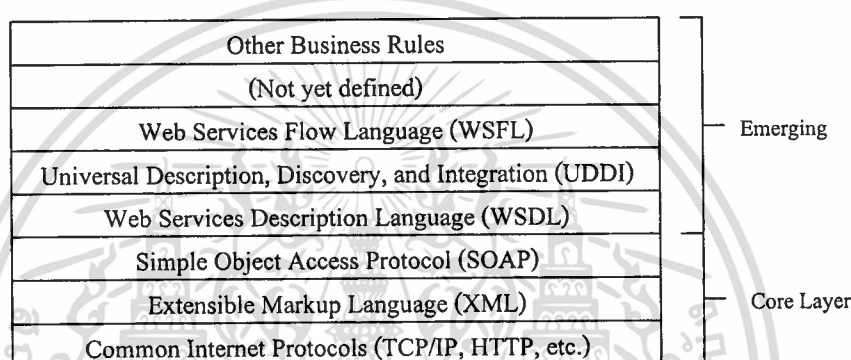 Other Business Rules
(Not yet defined)
Web Services Flow Language (WSFL)
Emerging
Universal Description, Discovery, and Integration (UDDI)
Web Services Description Language (WSDL)
Simple Object Access Protocol (SOAP)
Extensible Markup Language (XML)
Core Layer
Common Internet Protocols (TCP/IP, HTTP, etc.)